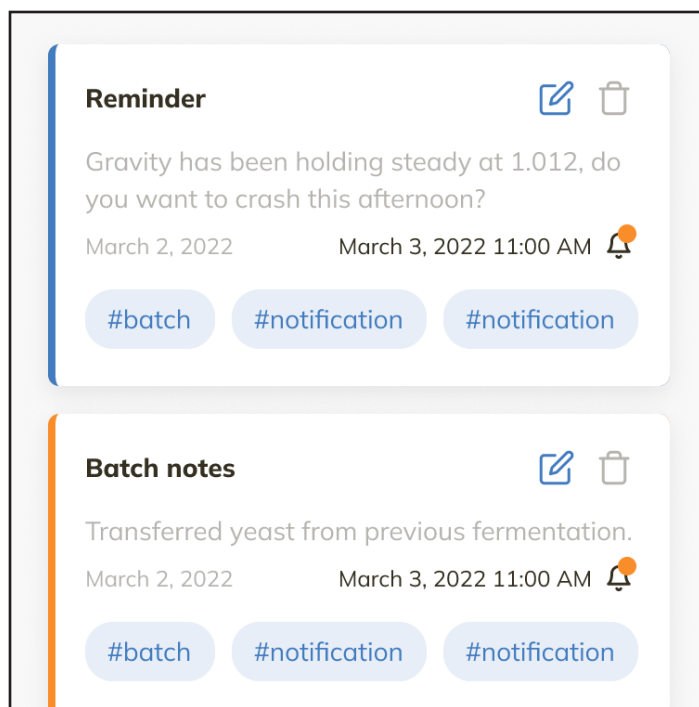 Reminder
Gravity has been holding steady at 1.012, do
you want to crash this afternoon?
March 2, 2022 March 3, 2022 11:00 AM
#batch #notification #notification
Batch notes
Transferred yeast from previous fermentation.
March 2, 2022 March 3, 2022 11:00 AM
#batch #notification #notification